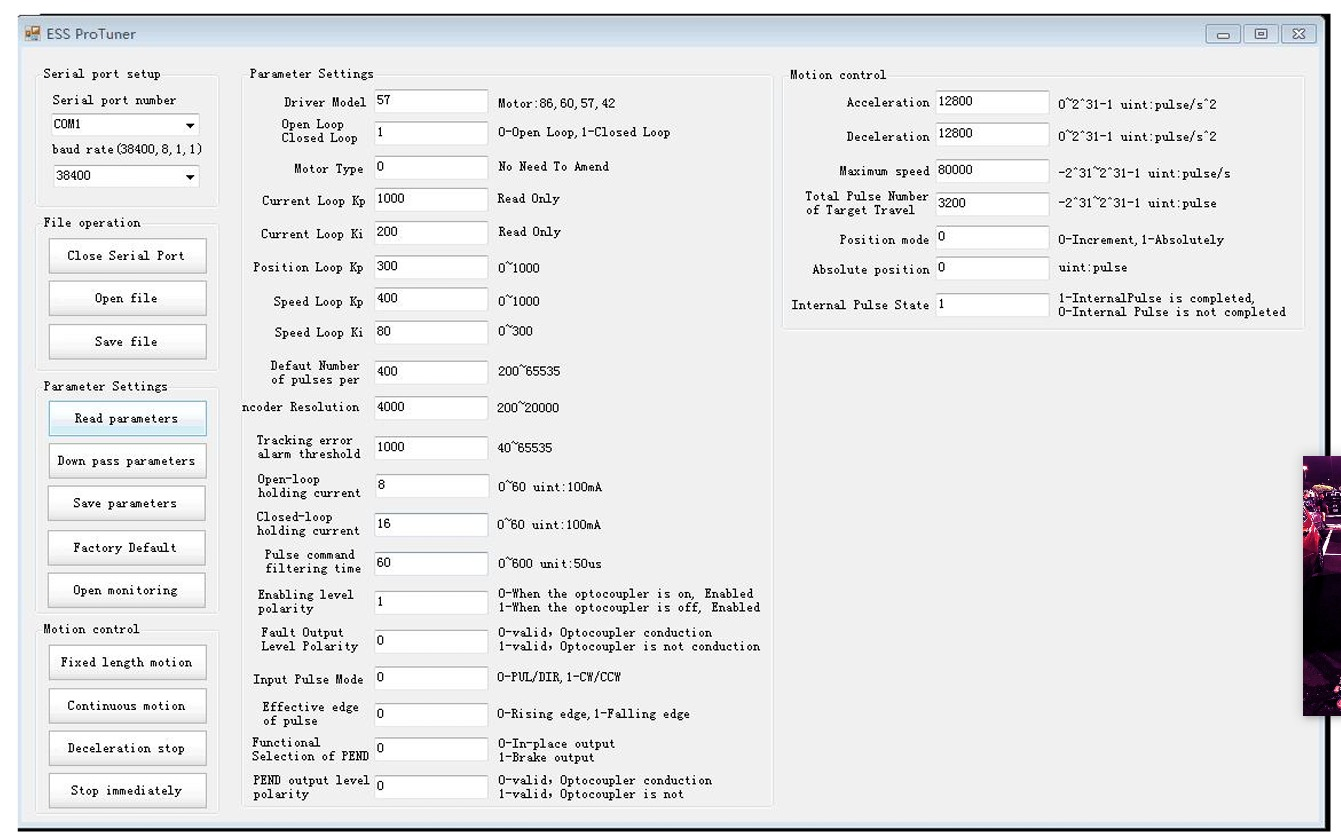 ESS ProTuner
Serial port setup
Serial port number
COM1
baud rate(38400,8,1,1)
38400
File operation
Close Serial Port
Open file
Save file
Parameter Settings
Read parameters
Down pass parameters
Save parameters
Factory Default
Open monitoring
Motion control
Fixed length motion
Continuous motion
Deceleration stop
Stop immediately
Parameter Settings
Driver Model 57 Motor:86,60,57,42
Open Loop
Closed Loop 1 0-Open Loop,1-Closed Loop
Motor Type 0 No Need To Amend
Current Loop Kp 1000 Read Only
Current Loop Ki 200 Read Only
Position Loop Kp 300 0~1000
Speed Loop Kp 400 0~1000
Speed Loop Ki 80 0~300
Defaut Number
of pulses per 400 200~65535
ncoder Resolution 4000 200~20000
Tracking error
alarm threshold 1000 40~65535
Open-loop
holding current 8 0~60 uint:100mA
Closed-loop
holding current 16 0~60 uint:100mA
Pulse command
filtering time 60 0~600 unit:50us
Enabling level
polarity 1 0-When the optocoupler is on, Enabled
1-When the optocoupler is off, Enabled
Fault Output
Level Polarity 0 0-valid, Optocoupler conduction
1-valid, Optocoupler is not conduction
Input Pulse Mode 0 0-PUL/DIR,1-CW/CCW
Effective edge
of pulse 0 0-Rising edge,1-Falling edge
Functional
Selection of PEND 0 0-In-place output
1-Brake output
PEND output level
polarity 0 0-valid, Optocoupler conduction
1-valid, Optocoupler is not
Motion control
Acceleration 12800 0~2^31-1 uint:pulse/s^2
Deceleration 12800 0~2^31-1 uint:pulse/s^2
Maximum speed 80000 -2^31~2^31-1 uint:pulse/s
Total Pulse Number
of Target Travel 3200 -2^31~2^31-1 uint:pulse
Position mode 0 0-Increment,1-Absolutely
Absolute position 0 uint:pulse
Internal Pulse State 1 1-InternalPulse is completed,
0-Internal Pulse is not completed